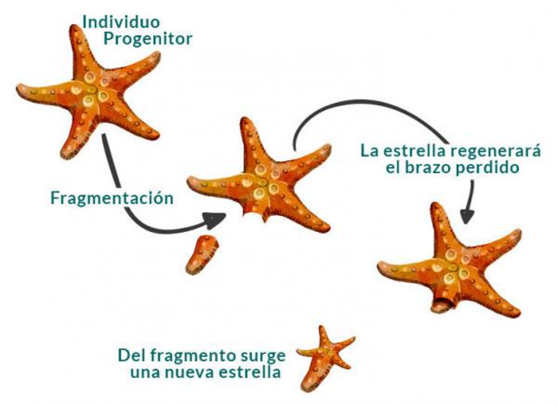 Individuo
Progenitor
Fragmentación
La estrella regenerará
el brazo perdido
Del fragmento surge
una nueva estrella